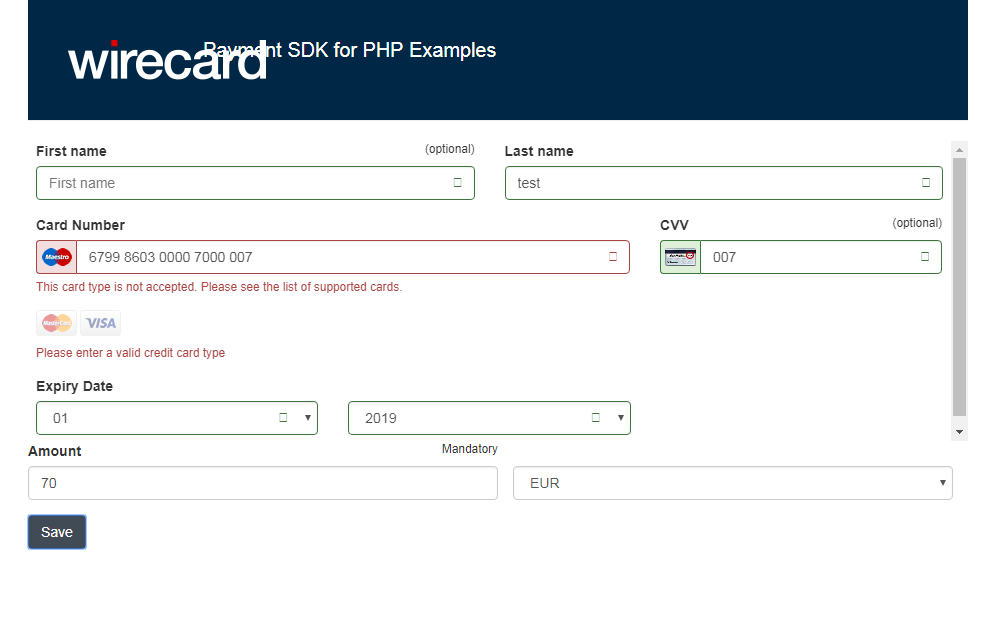 wirecard
Payment SDK for PHP Examples
First name (optional)
First name
Last name
test
Card Number
Maestro 6799 8603 0000 7000 007
This card type is not accepted. Please see the list of supported cards.
MasterCard VISA
Please enter a valid credit card type
CVV (optional)
007
Expiry Date
01 2019
Amount Mandatory
70 EUR
Save